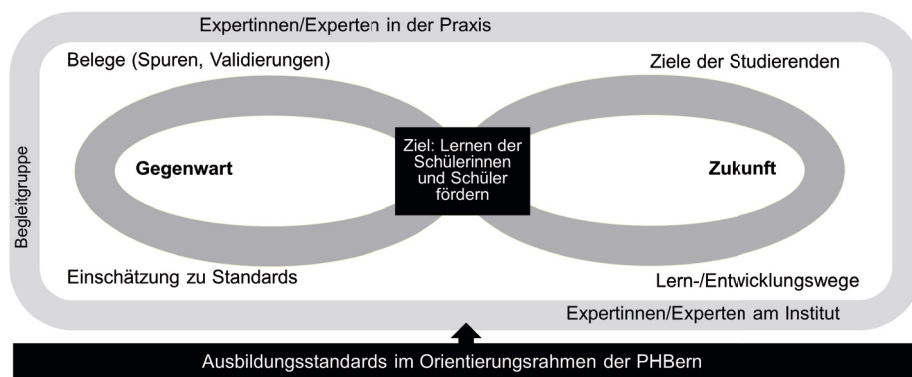 Expertinnen/Experten in der Praxis
Belege (Spuren, Validierungen)
Ziele der Studierenden
Begleitgruppe
Gegenwart
Ziel: Lernen der
Schülerinnen
und Schüler
fördern
Zukunft
Einschätzung zu Standards
Lern-/Entwicklungswege
Expertinnen/Experten am Institut
Ausbildungsstandards im Orientierungsrahmen der PHBern